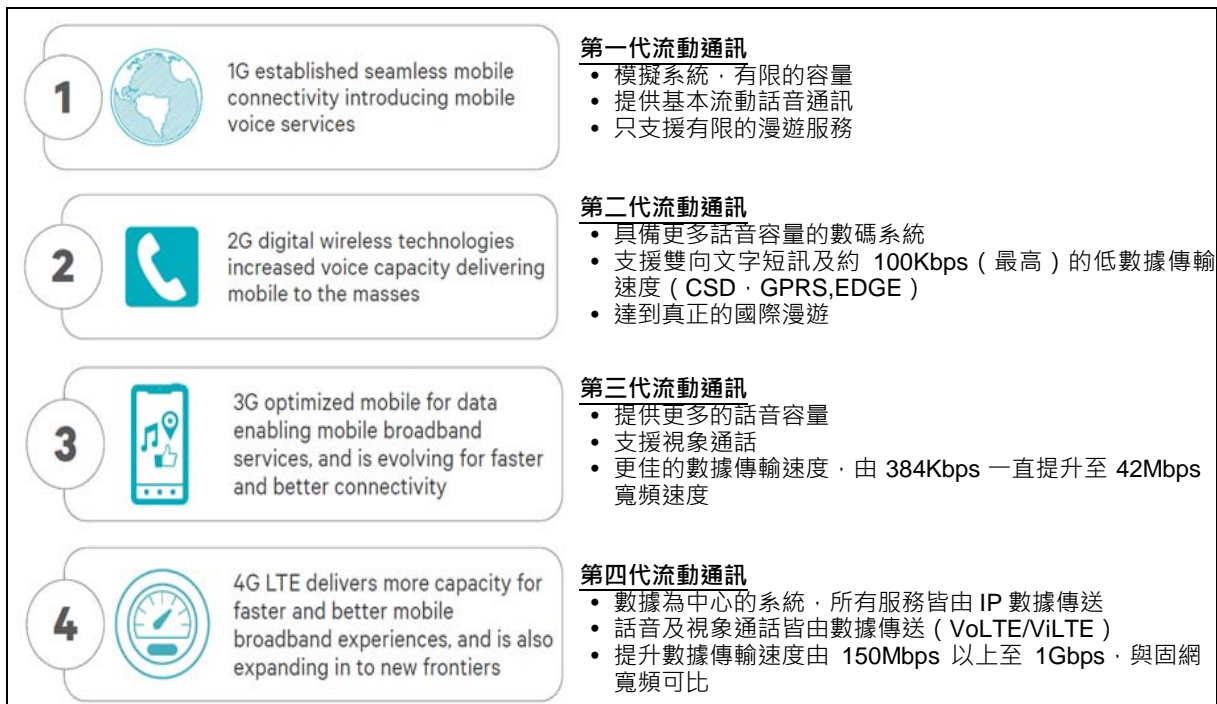 1
1G established seamless mobile
connectivity introducing mobile
voice services
第一代流動通訊
• 模擬系統，有限的容量
• 提供基本流動話音通訊
• 只支援有限的漫遊服務
2
2G digital wireless technologies
increased voice capacity delivering
mobile to the masses
第二代流動通訊
• 具備更多話音容量的數碼系統
• 支援雙向文字短訊及約 100Kbps（最高）的低數據傳輸
速度（CSD，GPRS,EDGE）
• 達到真正的國際漫遊
3
3G optimized mobile for data
enabling mobile broadband
services, and is evolving for faster
and better connectivity
第三代流動通訊
• 提供更多的話音容量
• 支援視象通話
• 更佳的數據傳輸速度，由 384Kbps 一直提升至 42Mbps
寬頻速度
4
4G LTE delivers more capacity for
faster and better mobile
broadband experiences, and is also
expanding in to new frontiers
第四代流動通訊
• 數據為中心的系統，所有服務皆由 IP 數據傳送
• 話音及視象通話皆由數據傳送（VoLTE/ViLTE）
• 提升數據傳輸速度由 150Mbps 以上至 1Gbps，與固網
寬頻可比